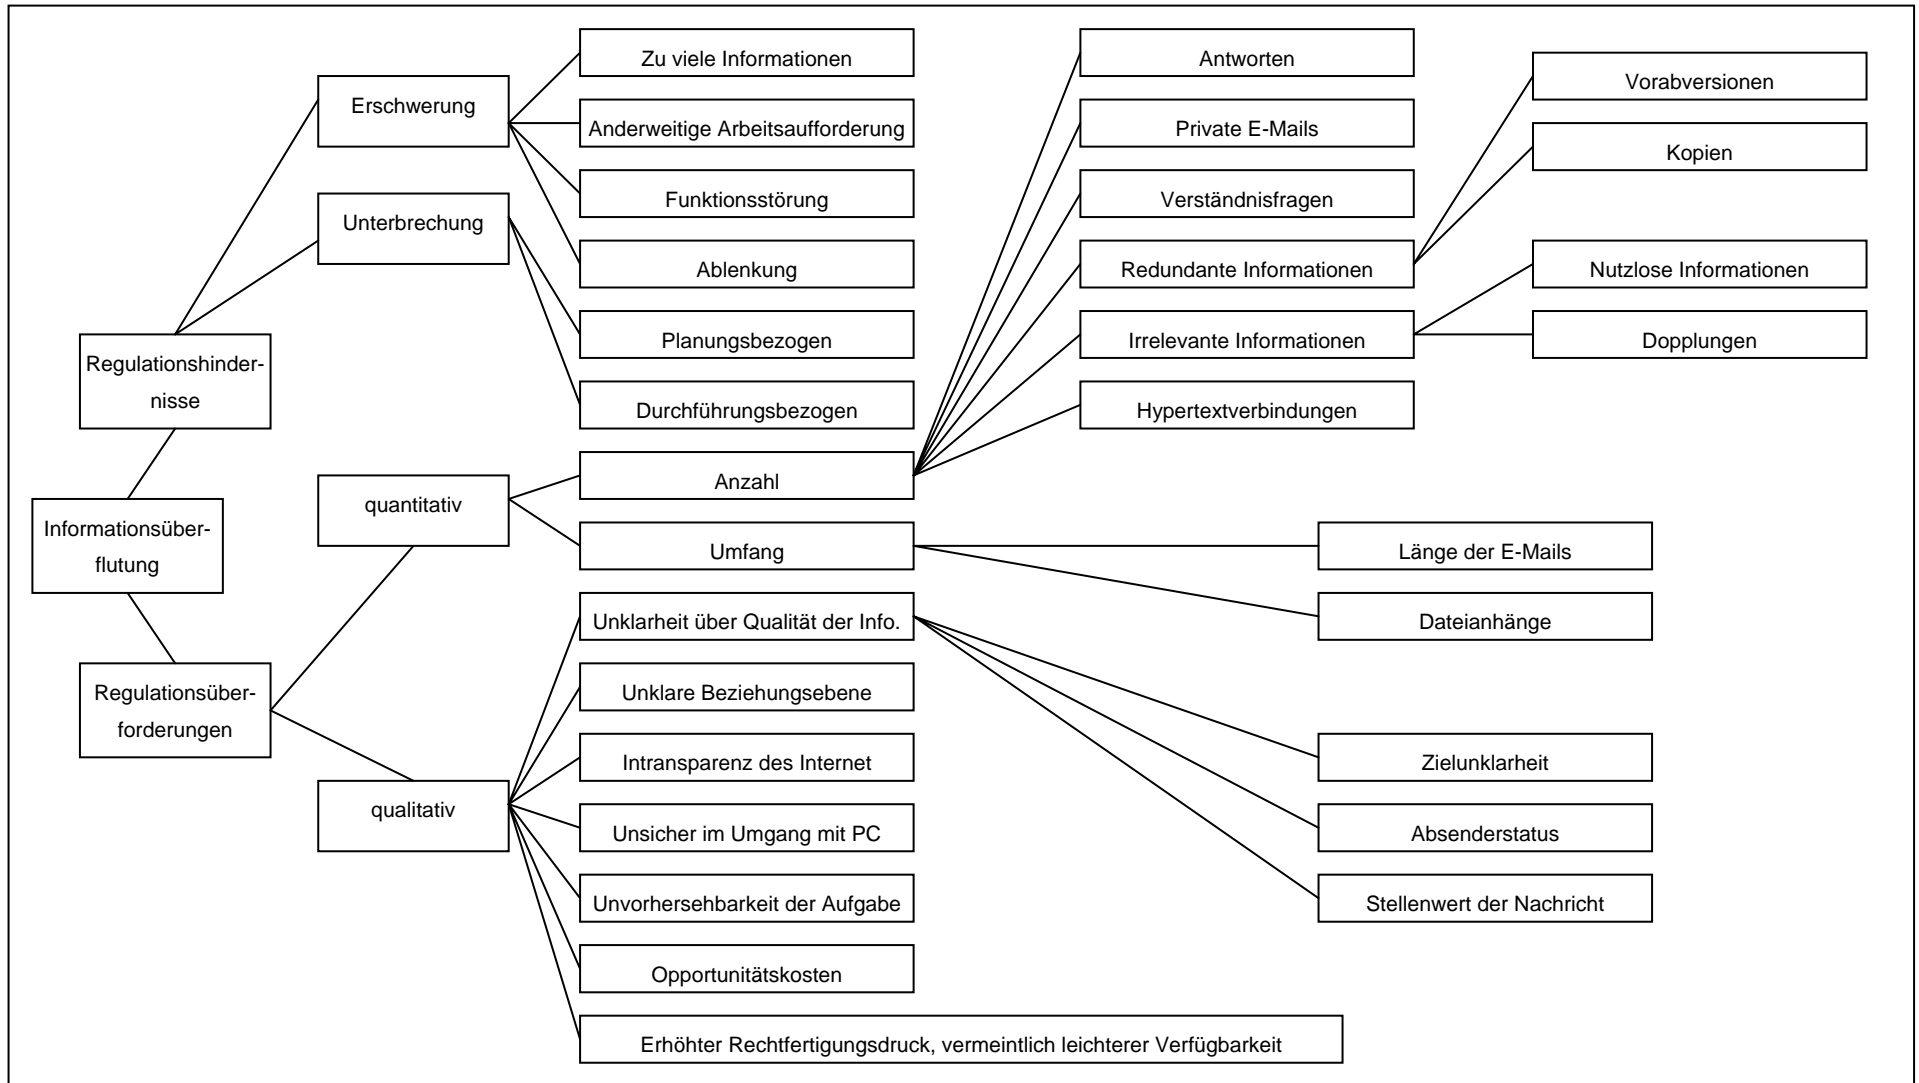 Zu viele Informationen
Antworten
Vorabversionen
Erschwerung
Anderweitige Arbeitsaufforderung
Private E-Mails
Kopien
Funktionsstörung
Verständnisfragen
Unterbrechung
Ablenkung
Redundante Informationen
Nutzlose Informationen
Planungsbezogen
Irrelevante Informationen
Dopplungen
Regulationshinder-
nisse
Durchführungsbezogen
Hypertextverbindungen
Anzahl
quantitativ
Informationsüber-
flutung
Umfang
Länge der E-Mails
Unklarheit über Qualität der Info.
Dateianhänge
Regulationsüber-
forderungen
Unklare Beziehungsebene
Intransparenz des Internet
Zielunklarheit
qualitativ
Unsicher im Umgang mit PC
Absenderstatus
Unvorhersehbarkeit der Aufgabe
Stellenwert der Nachricht
Opportunitätskosten
Erhöhter Rechtfertigungsdruck, vermeintlich leichterer Verfügbarkeit